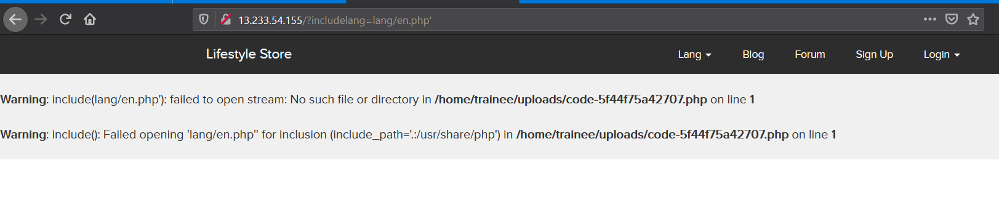 13.233.54.155/?includelang=lang/en.php'
Lifestyle Store Lang Blog Forum Sign Up Login
Warning: include(lang/en.php'): failed to open stream: No such file or directory in /home/trainee/uploads/code-5f44f75a42707.php on line 1
Warning: include(): Failed opening 'lang/en.php'' for inclusion (include_path='.:/usr/share/php') in /home/trainee/uploads/code-5f44f75a42707.php on line 1